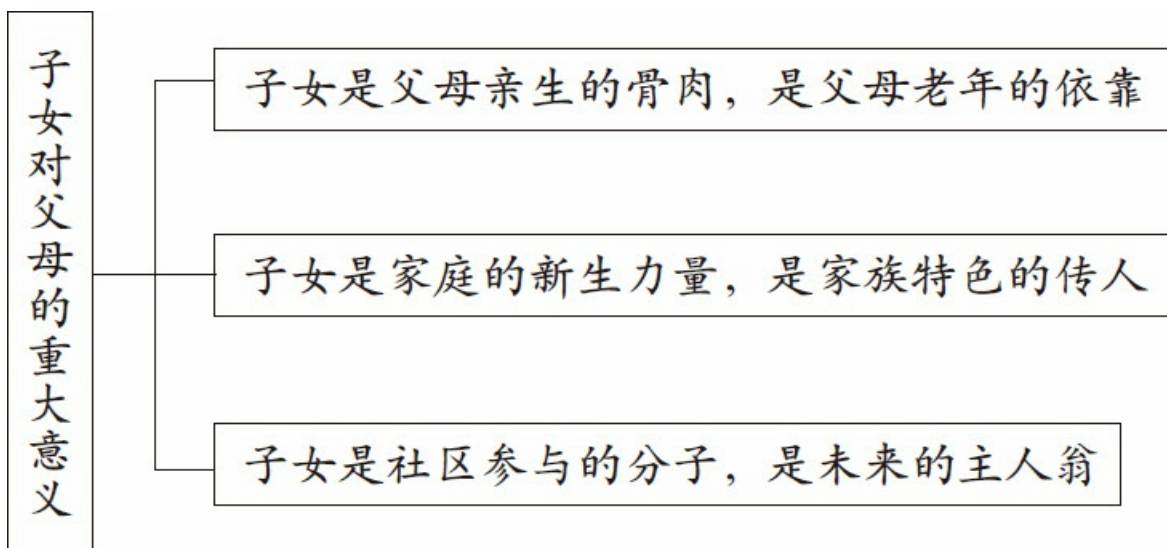 子女对父母的重大意义
子女是父母亲生的骨肉，是父母老年的依靠
子女是家庭的新生力量，是家族特色的传人
子女是社区参与的分子，是未来的主人翁